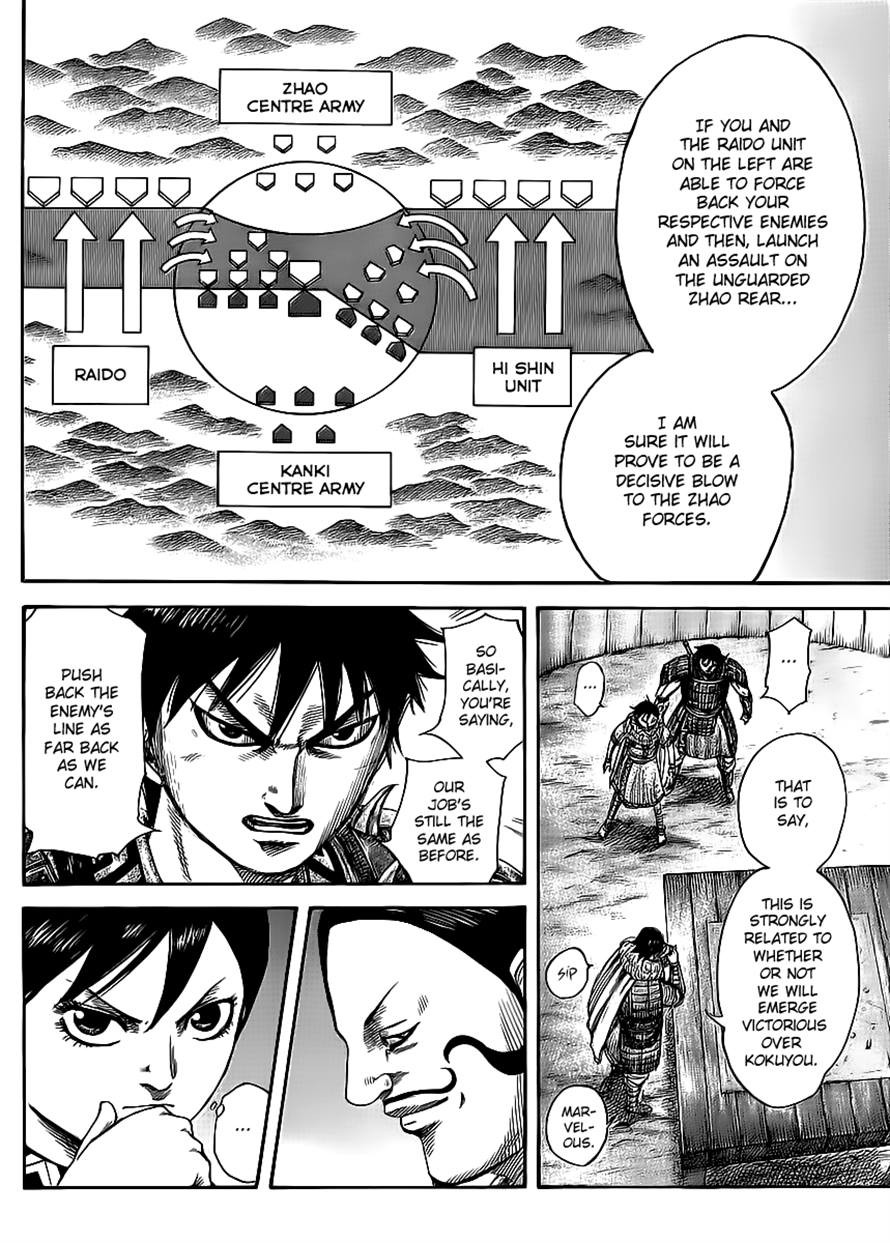 IF YOU AND
THE RAIDO UNIT
ON THE LEFT ARE
ABLE TO FORCE
BACK YOUR
RESPECTIVE ENEMIES
AND THEN, LAUNCH
AN ASSAULT ON
THE UNGUARDED
ZHAO REAR...
I AM
SURE IT WILL
PROVE TO BE A
DECISIVE BLOW
TO THE ZHAO
FORCES.
ZHAO
CENTRE ARMY
RAIDO
HI SHIN
UNIT
KANKI
CENTRE ARMY
...
...
THAT
IS TO
SAY,
THIS IS
STRONGLY
RELATED TO
WHETHER
OR NOT
WE WILL
EMERGE
VICTORIOUS
OVER
KOKUYOU.
SIP
MAR-
VEL-
OUS.
SO
BASI-
CALLY,
YOU'RE
SAYING,
OUR
JOB'S
STILL THE
SAME AS
BEFORE.
PUSH
BACK THE
ENEMY'S
LINE AS
FAR BACK
AS WE
CAN.
...